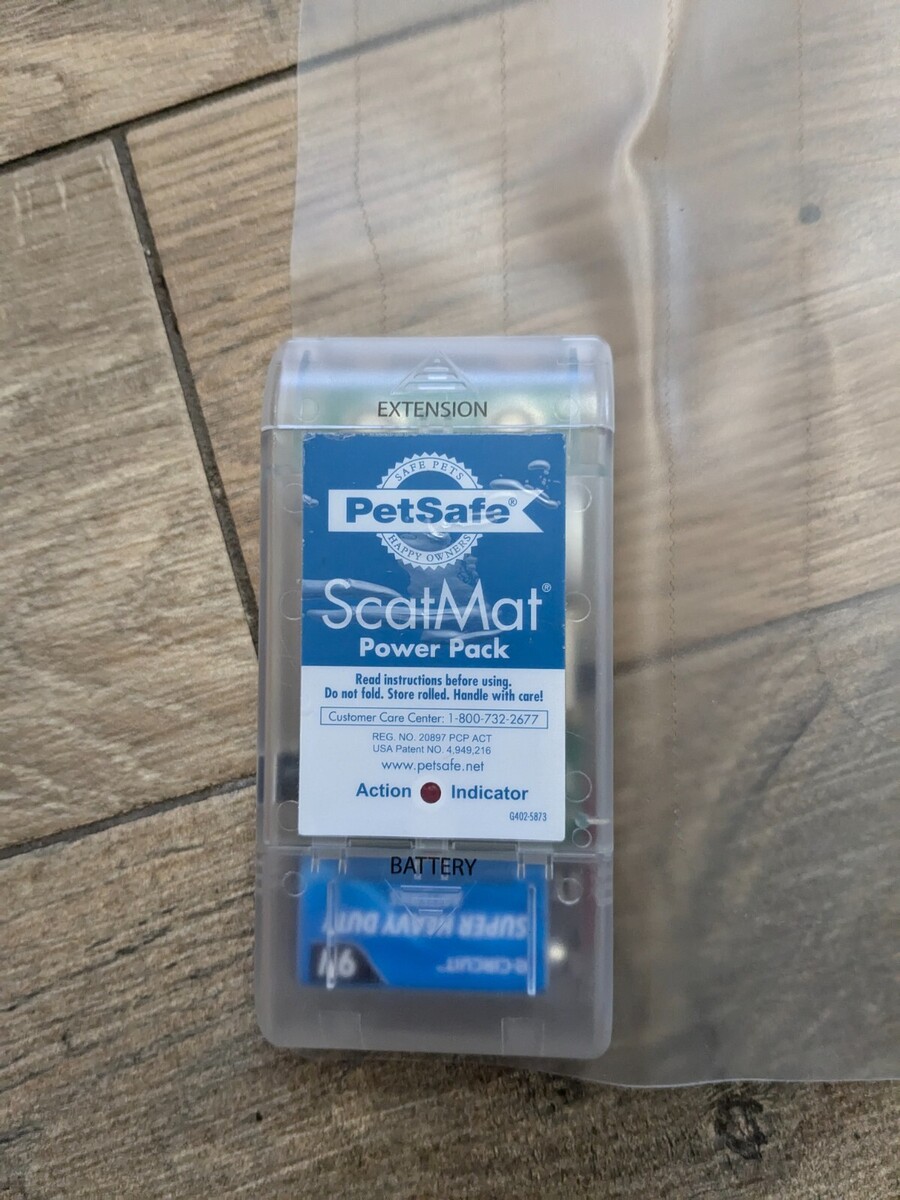 EXTENSION
SAFE PETS
PetSafe®
HAPPY OWNERS
ScatMat®
Power Pack
Read instructions before using.
Do not fold. Store rolled. Handle with care!
Customer Care Center: 1-800-732-2677
REG. NO. 20897 PCP ACT
USA Patent NO. 4,949,216
www.petsafe.net
Action Indicator
G402-5873
BATTERY
SUPER HEAVY DUTY
9V